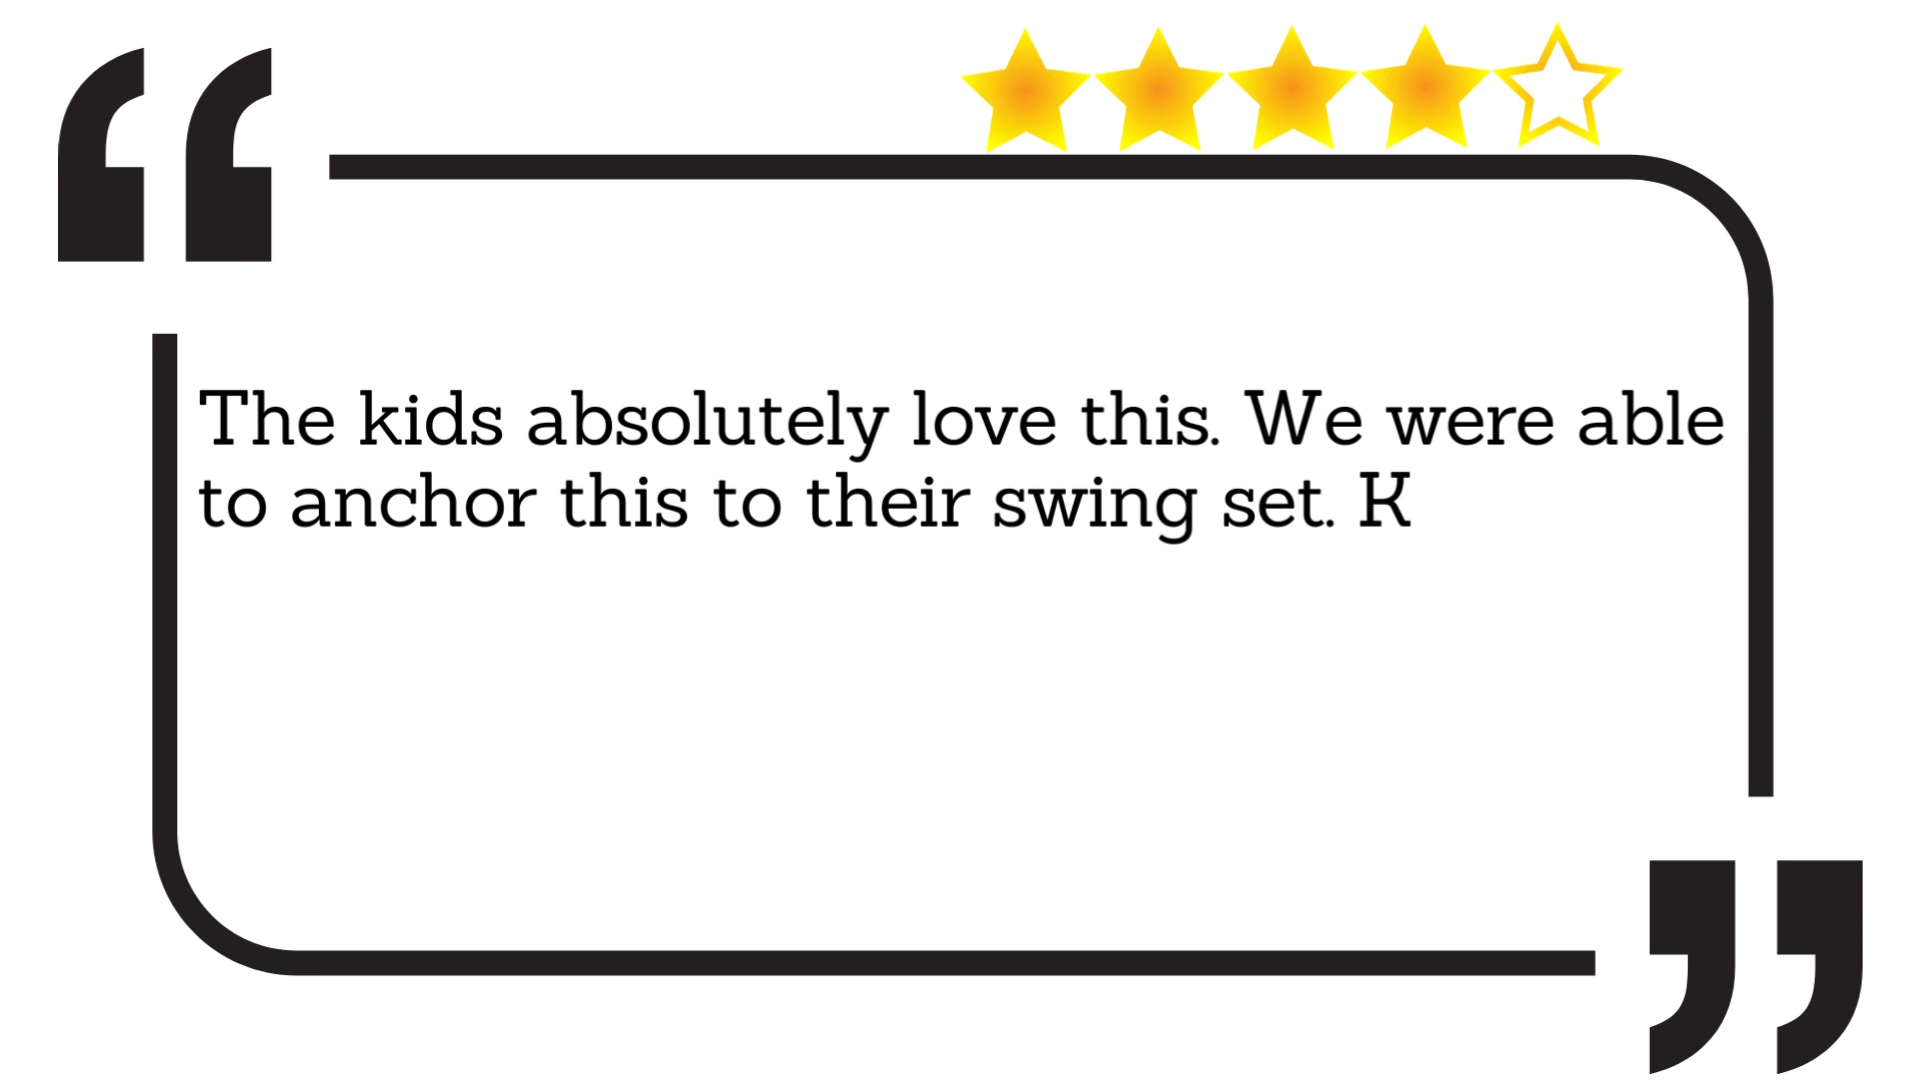 The kids absolutely love this. We were able
to anchor this to their swing set. K